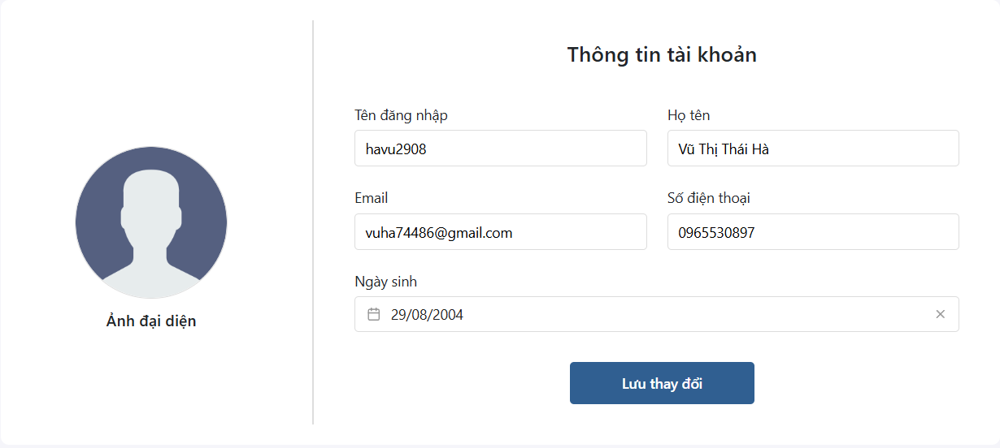 Thông tin tài khoản
Tên đăng nhập
havu2908
Họ tên
Vũ Thị Thái Hà
Email
vuha74486@gmail.com
Số điện thoại
0965530897
Ngày sinh
29/08/2004
Ảnh đại diện
Lưu thay đổi